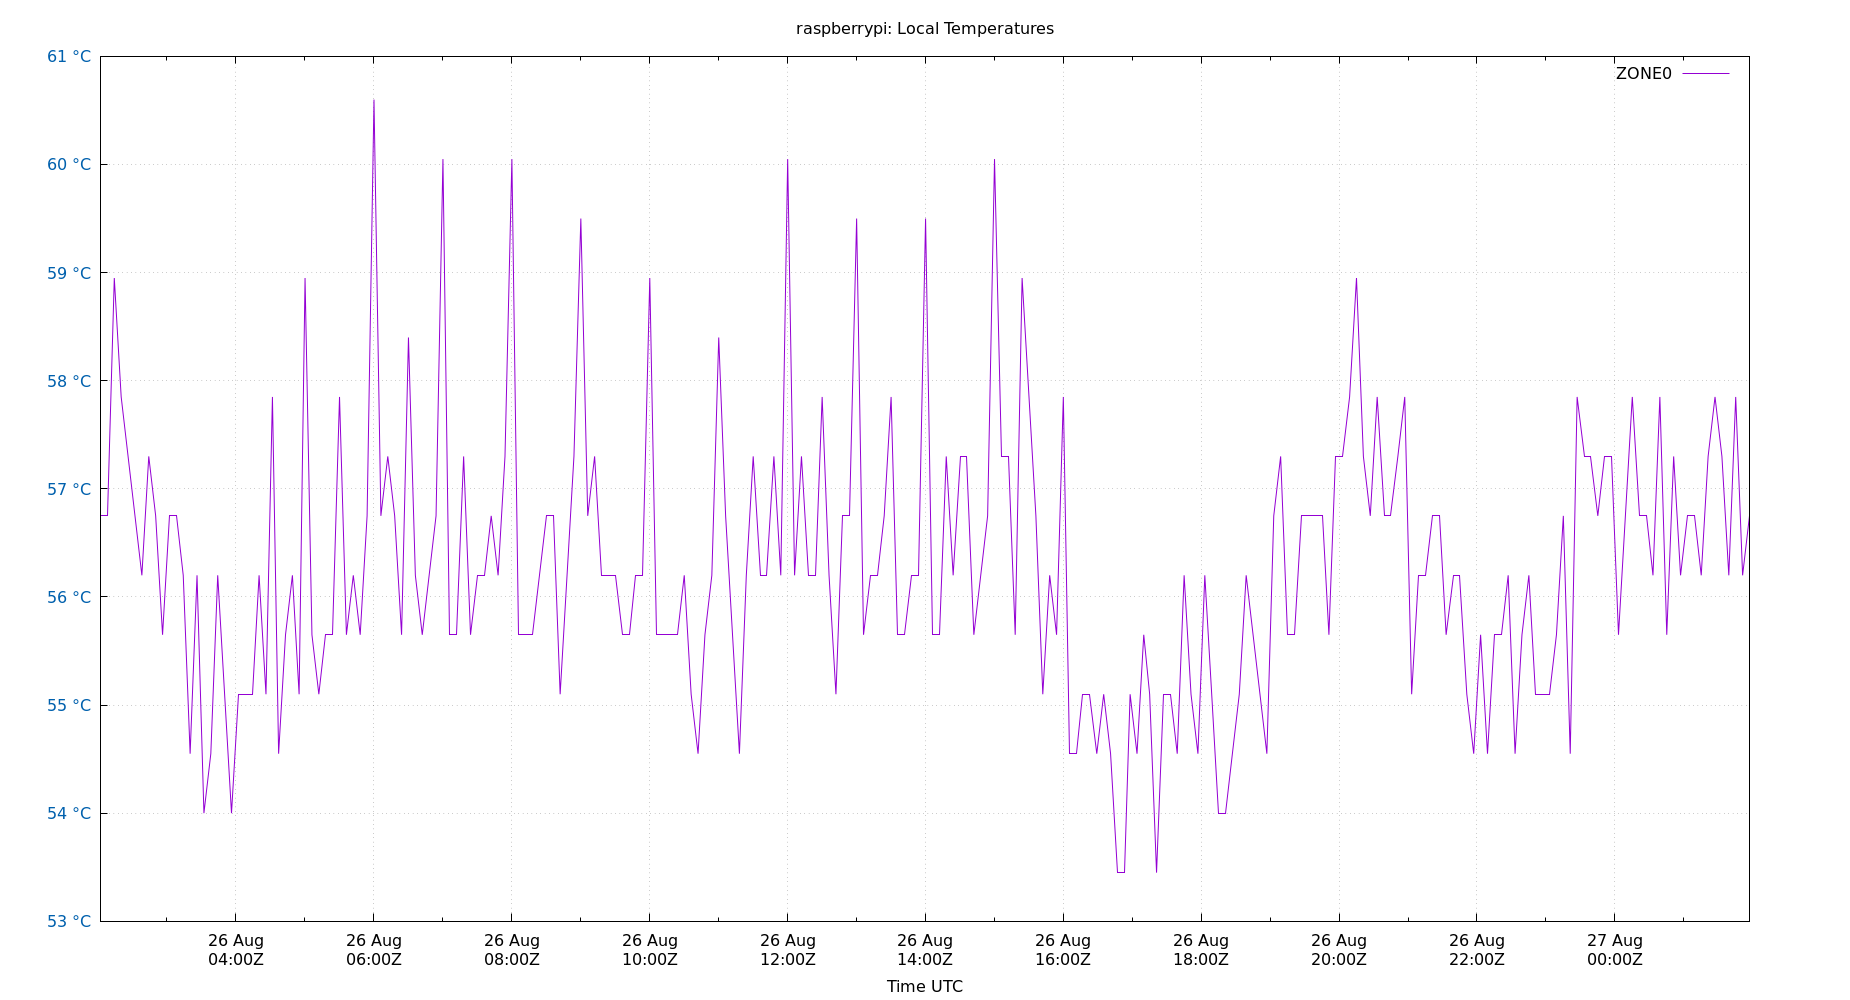 raspberrypi: Local Temperatures
61 °C
ZONE0
60 °C
59 °C
58 °C
57 °C
56 °C
55 °C
54 °C
53 °C
26 Aug 26 Aug 26 Aug 26 Aug 26 Aug 26 Aug 26 Aug 26 Aug 26 Aug 26 Aug 27 Aug
04:00Z 06:00Z 08:00Z 10:00Z 12:00Z 14:00Z 16:00Z 18:00Z 20:00Z 22:00Z 00:00Z
Time UTC